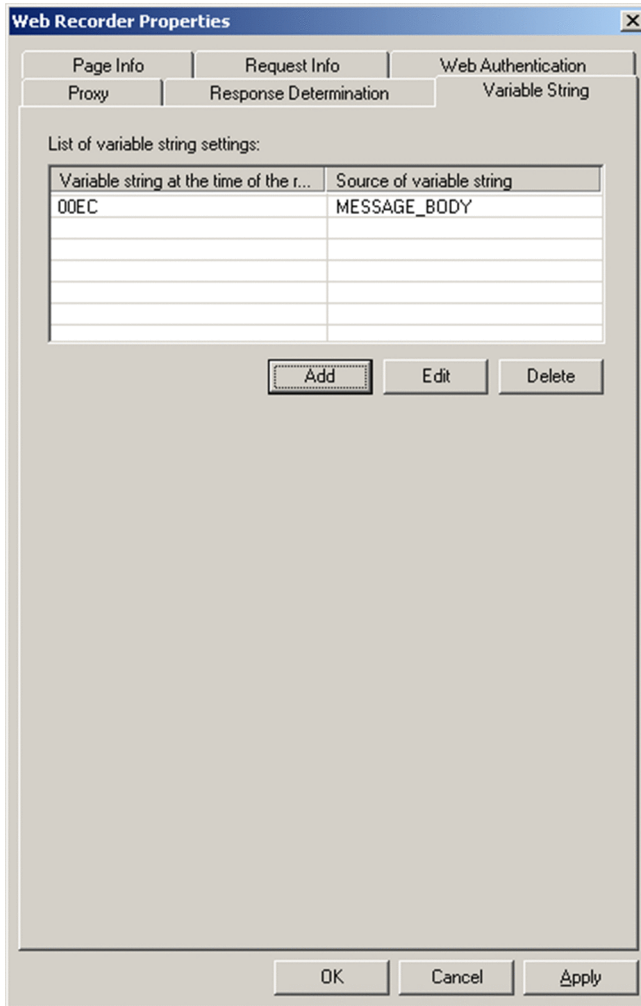 Web Recorder Properties
Page Info Request Info Web Authentication
Proxy Response Determination Variable String
List of variable string settings:
Variable string at the time of the r... Source of variable string
00EC MESSAGE_BODY
Add Edit Delete
OK Cancel Apply